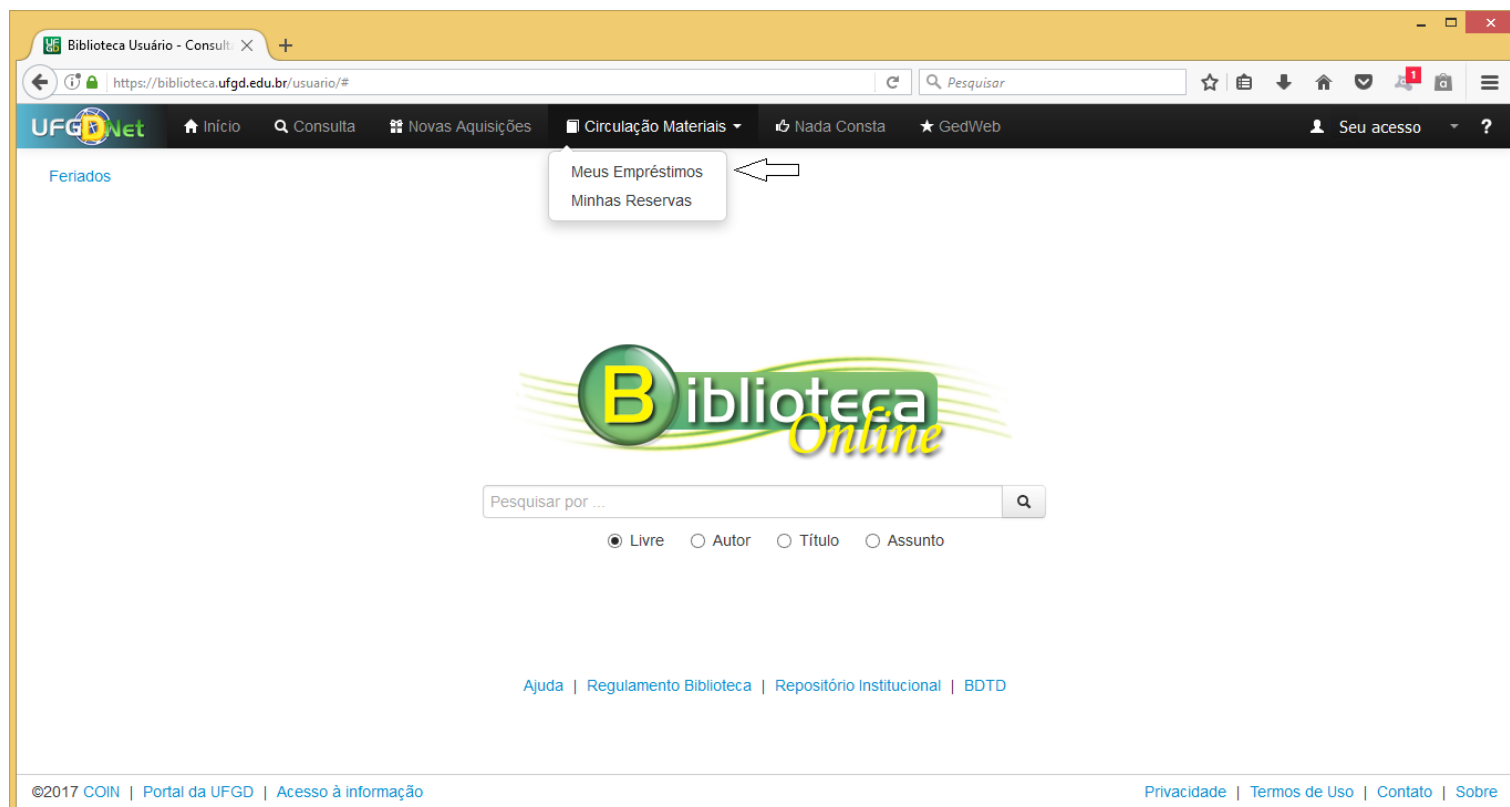 Biblioteca Usuário - Consulta
https://biblioteca.ufgd.edu.br/usuario/#
Pesquisar
1
UFGDNet
Início
Consulta
Novas Aquisições
Circulação Materiais
Nada Consta
GedWeb
Seu acesso
?
Feriados
Meus Empréstimos
Minhas Reservas
Biblioteca
Online
Pesquisar por ...
Livre
Autor
Título
Assunto
Ajuda | Regulamento Biblioteca | Repositório Institucional | BDTD
©2017 COIN | Portal da UFGD | Acesso à informação
Privacidade | Termos de Uso | Contato | Sobre